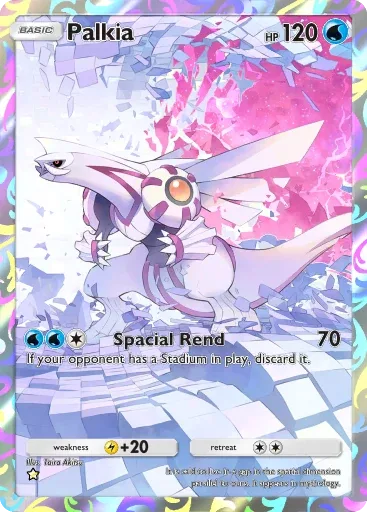 BASIC Palkia HP 120
Spacial Rend 70
If your opponent has a Stadium in play, discard it.
weakness +20 retreat
Illus. Taira Akitsu
It is said to live in a gap in the spatial dimension
parallel to ours. It appears in mythology.